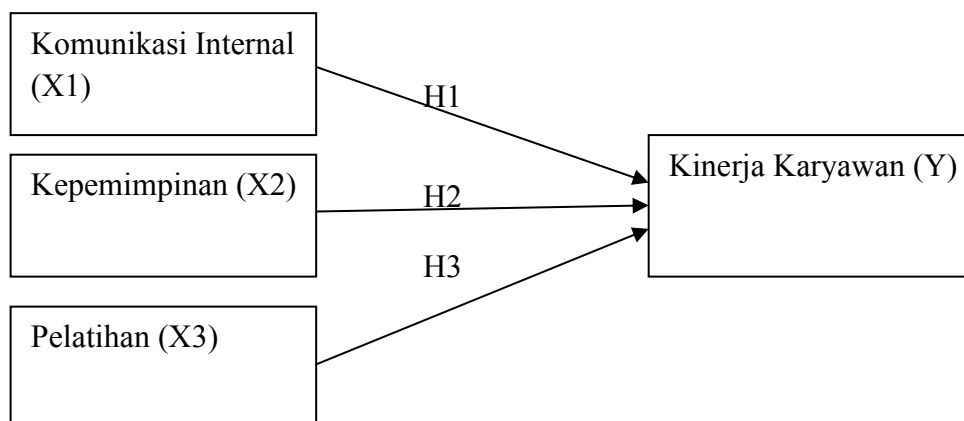 Komunikasi Internal
(X1)
H1
Kepemimpinan (X2)
H2
Kinerja Karyawan (Y)
H3
Pelatihan (X3)